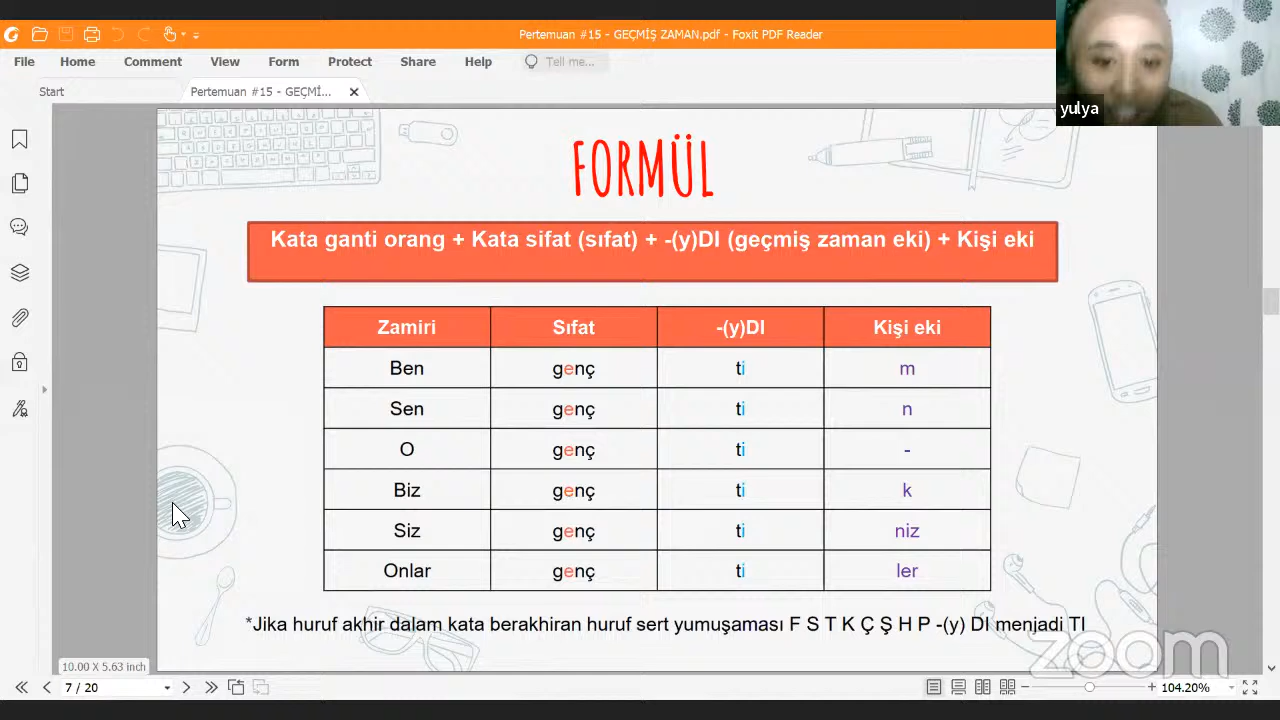 Pertemuan #15 - GEÇMİŞ ZAMAN.pdf - Foxit PDF Reader
File Home Comment View Form Protect Share Help Tell me...
Start Pertemuan #15 - GEÇMİ...
yulya
FORMÜL
Kata ganti orang + Kata sifat (sıfat) + -(y)DI (geçmiş zaman eki) + Kişi eki
Zamiri Sıfat -(y)DI Kişi eki
Ben genç ti m
Sen genç ti n
O genç ti -
Biz genç ti k
Siz genç ti niz
Onlar genç ti ler
*Jika huruf akhir dalam kata berakhiran huruf sert yumuşaması F S T K Ç Ş H P -(y) DI menjadi TI
zoom
10.00 X 5.63 inch
7 / 20 104.20%